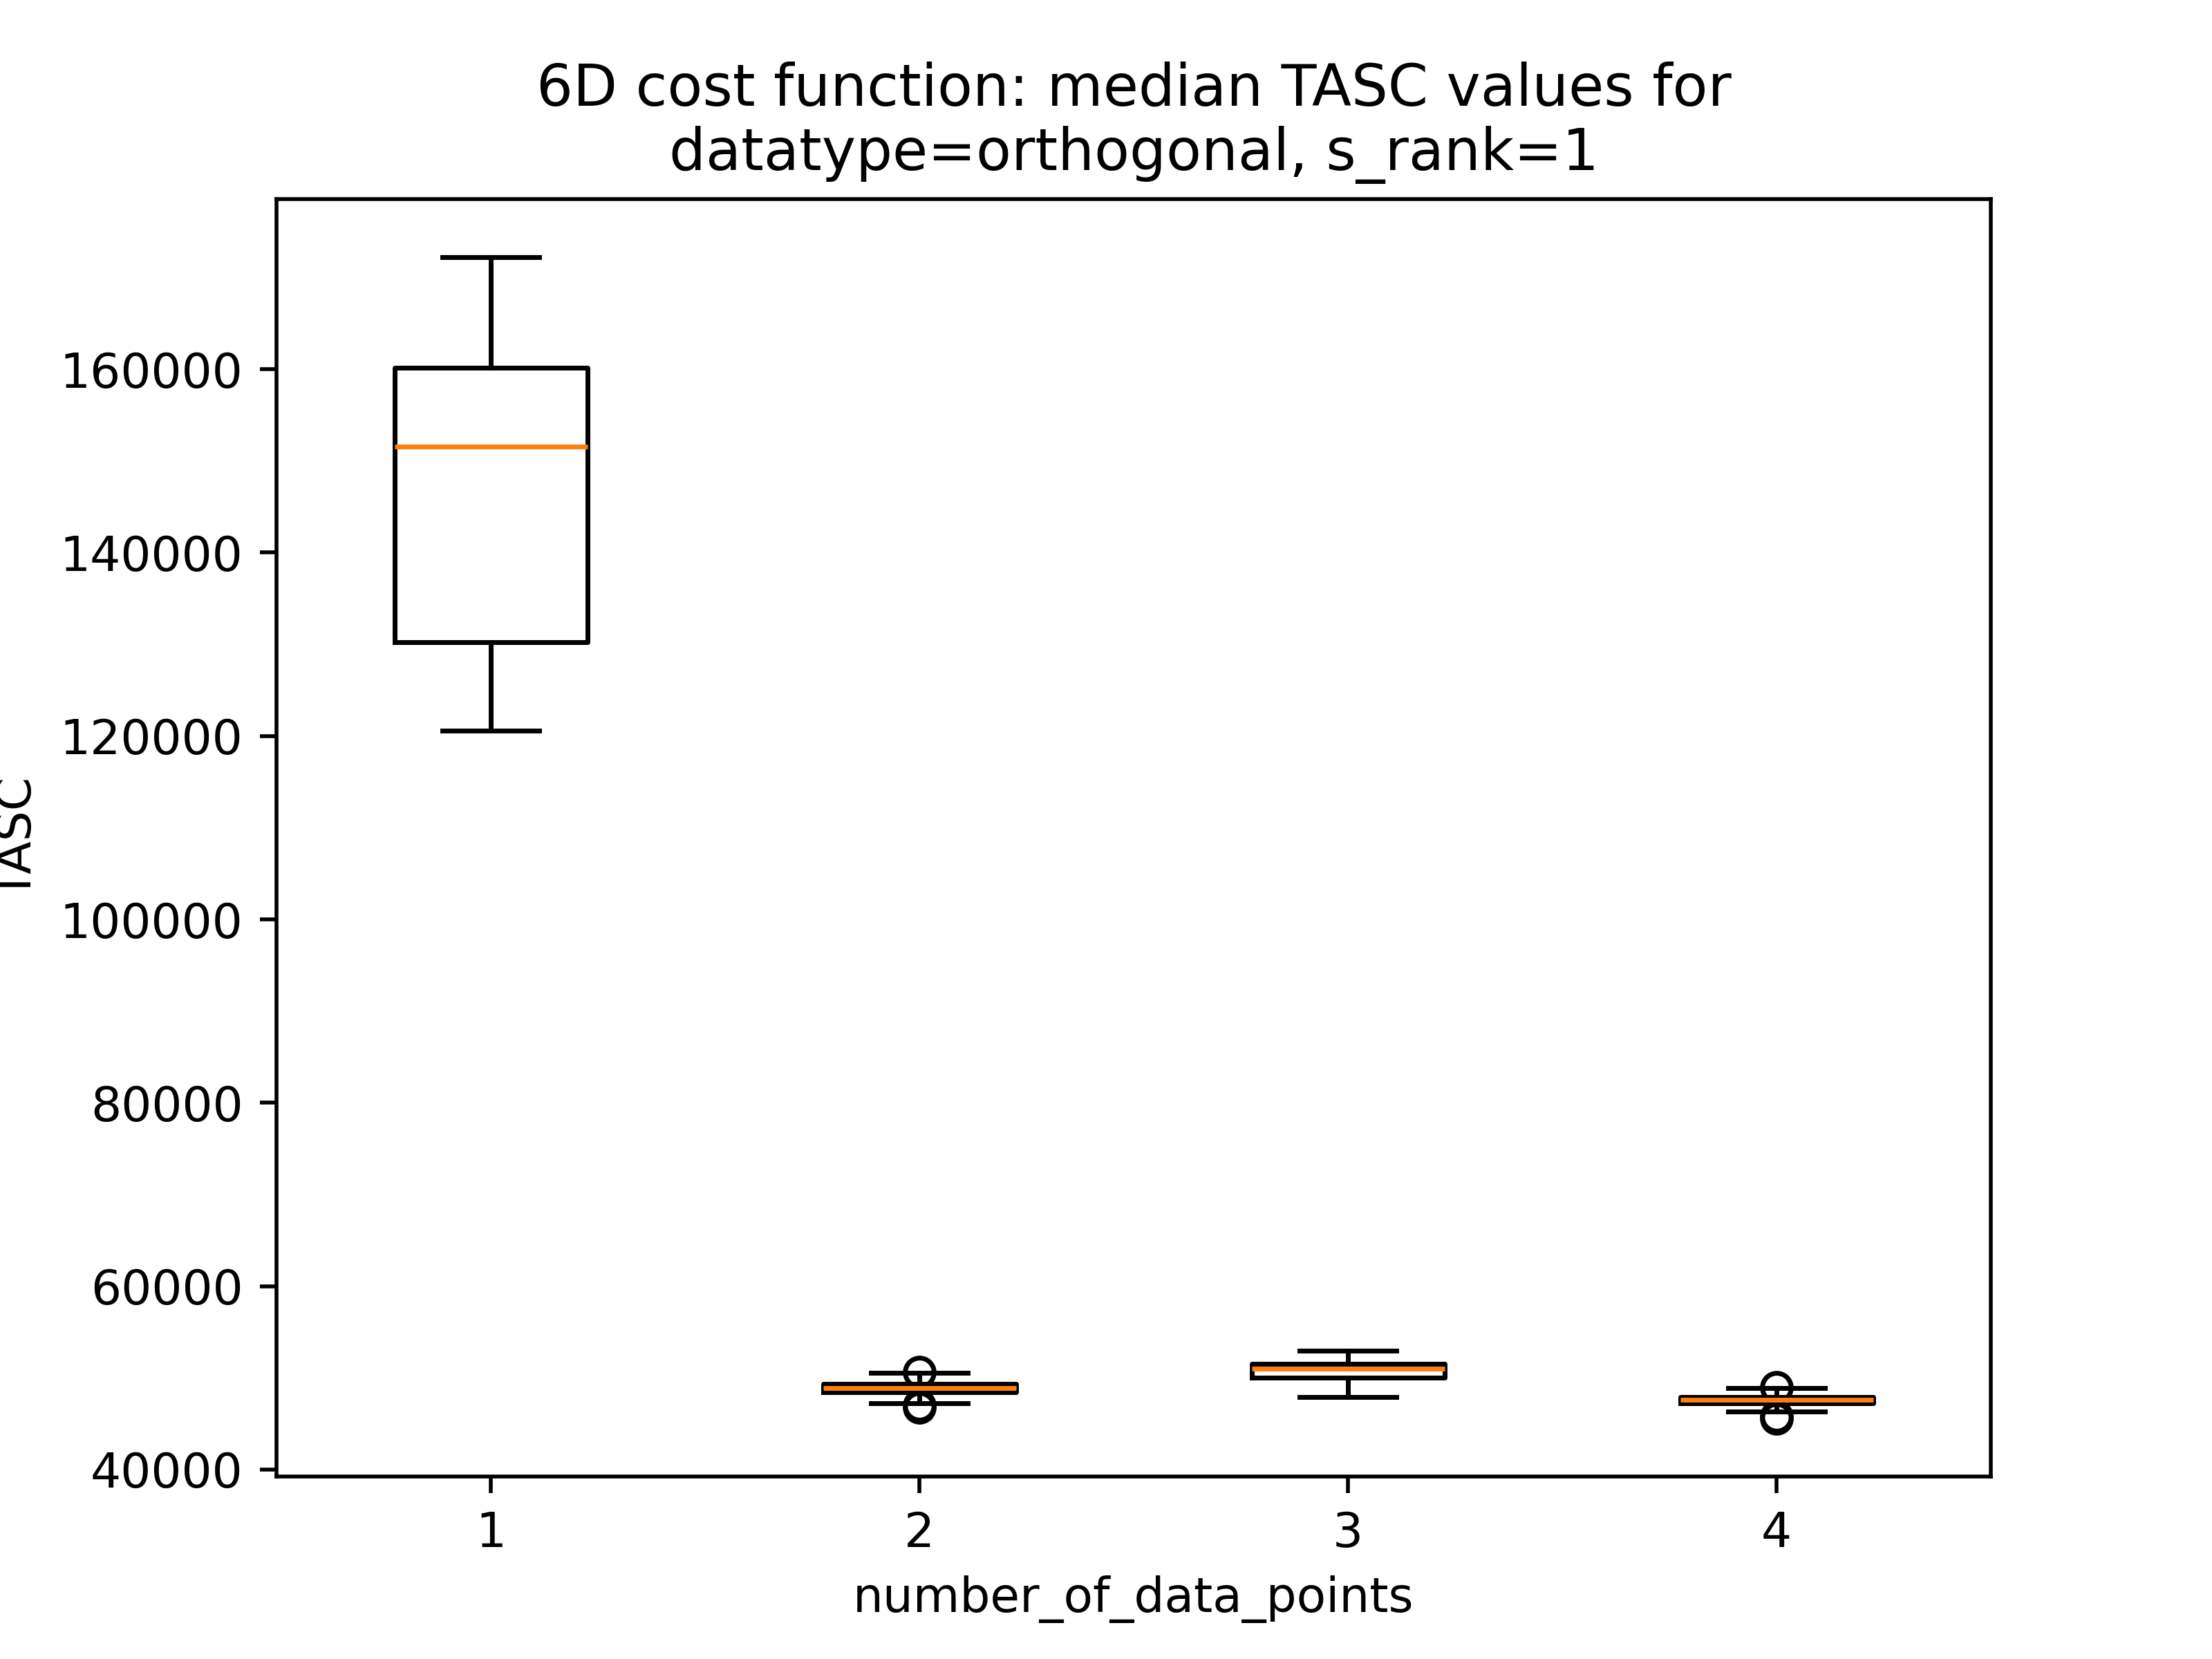 6D cost function: median TASC values for
datatype=orthogonal, s_rank=1
160000
140000
120000
100000
80000
60000
40000
TASC
1 2 3 4
number_of_data_points